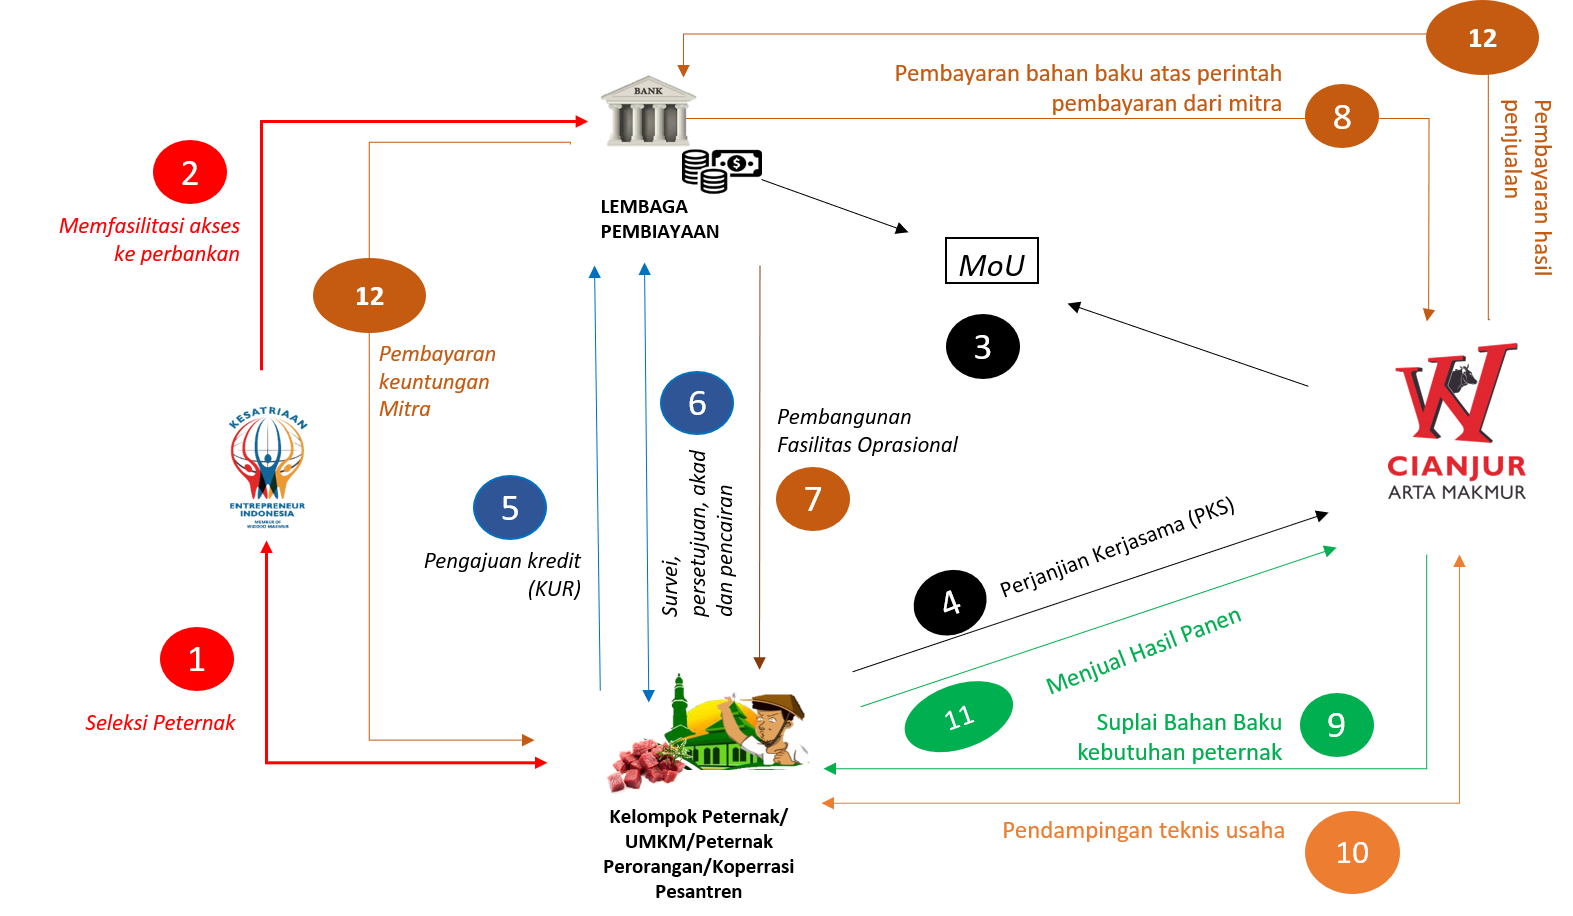 12
Pembayaran bahan baku atas perintah
pembayaran dari mitra
8
Pembayaran hasil
penjualan
BANK
$
LEMBAGA
PEMBIAYAAN
2
Memfasilitasi akses
ke perbankan
12
Pembayaran
keuntungan
Mitra
MoU
3
6
Survei,
persetujuan, akad
dan pencairan
Pembangunan
Fasilitas Oprasional
7
5
Pengajuan kredit
(KUR)
KESATRIAAN
ENTREPRENEUR
INDONESIA
MEMBER OF
WIDODO MAKMUR
W
CIANJUR
ARTA MAKMUR
4
Perjanjian Kerjasama (PKS)
1
Seleksi Peternak
11
Menjual Hasil Panen
Suplai Bahan Baku
kebutuhan peternak
9
Pendampingan teknis usaha
10
Kelompok Peternak/
UMKM/Peternak
Perorangan/Koperrasi
Pesantren